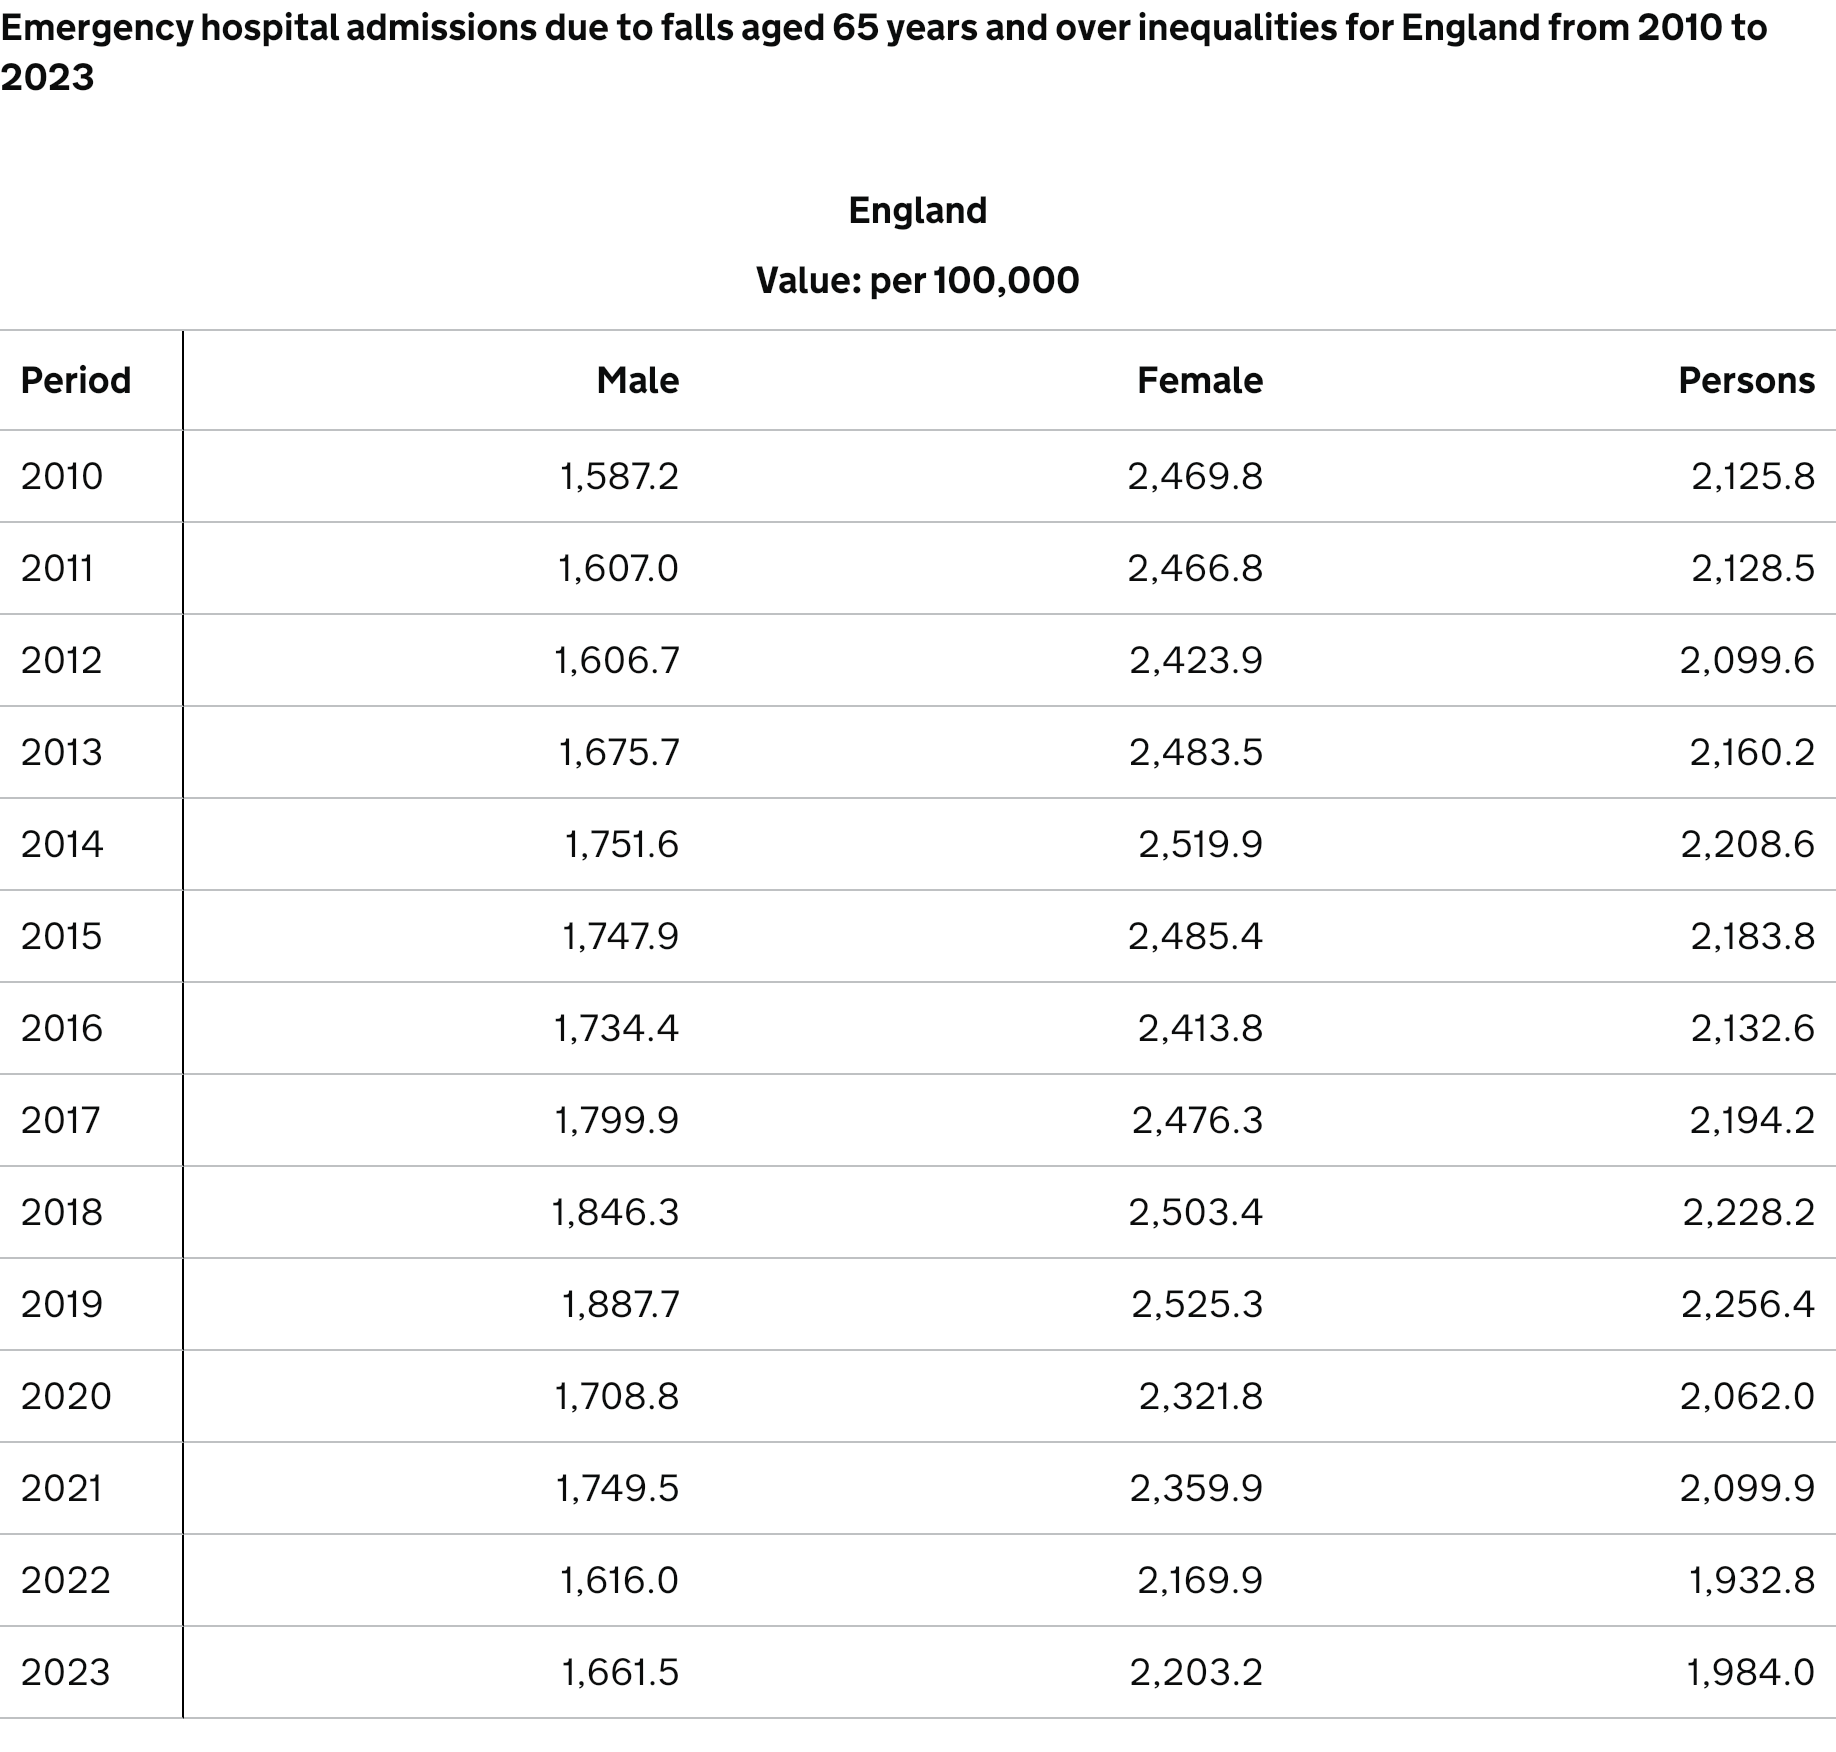 Emergency hospital admissions due to falls aged 65 years and over inequalities for England from 2010 to
2023
England
Value: per 100,000
Period Male Female Persons
2010 1,587.2 2,469.8 2,125.8
2011 1,607.0 2,466.8 2,128.5
2012 1,606.7 2,423.9 2,099.6
2013 1,675.7 2,483.5 2,160.2
2014 1,751.6 2,519.9 2,208.6
2015 1,747.9 2,485.4 2,183.8
2016 1,734.4 2,413.8 2,132.6
2017 1,799.9 2,476.3 2,194.2
2018 1,846.3 2,503.4 2,228.2
2019 1,887.7 2,525.3 2,256.4
2020 1,708.8 2,321.8 2,062.0
2021 1,749.5 2,359.9 2,099.9
2022 1,616.0 2,169.9 1,932.8
2023 1,661.5 2,203.2 1,984.0